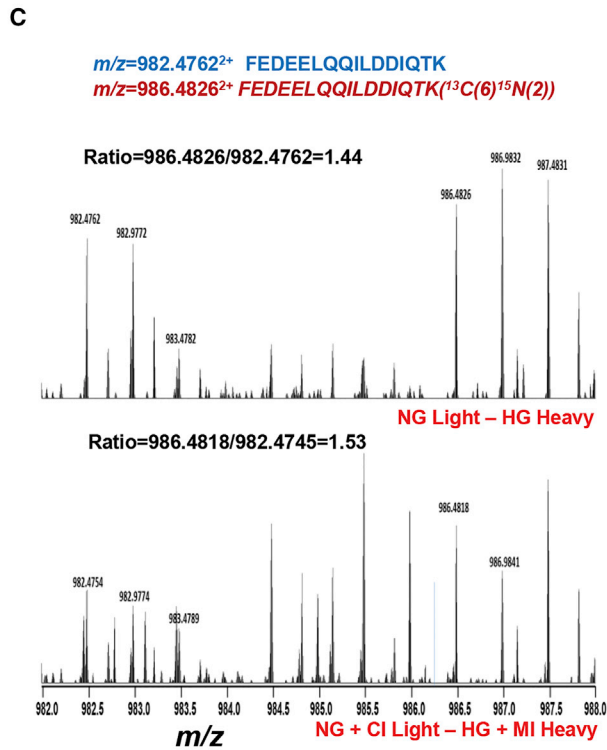 C
m/z=982.4762²⁺ FEDEELQQILDDIQTK
m/z=986.4826²⁺ FEDEELQQILDDIQTK(¹³C(6)¹⁵N(2))
Ratio=986.4826/982.4762=1.44
986.9832 987.4831
986.4826
982.4762
982.9772
983.4782
NG Light – HG Heavy
Ratio=986.4818/982.4745=1.53
986.4818
986.9841
982.4754
982.9774
983.4789
982.0 982.5 983.0 983.5 984.0 984.5 985.0 985.5 986.0 986.5 987.0 987.5 988.0
m/z
NG + CI Light – HG + MI Heavy